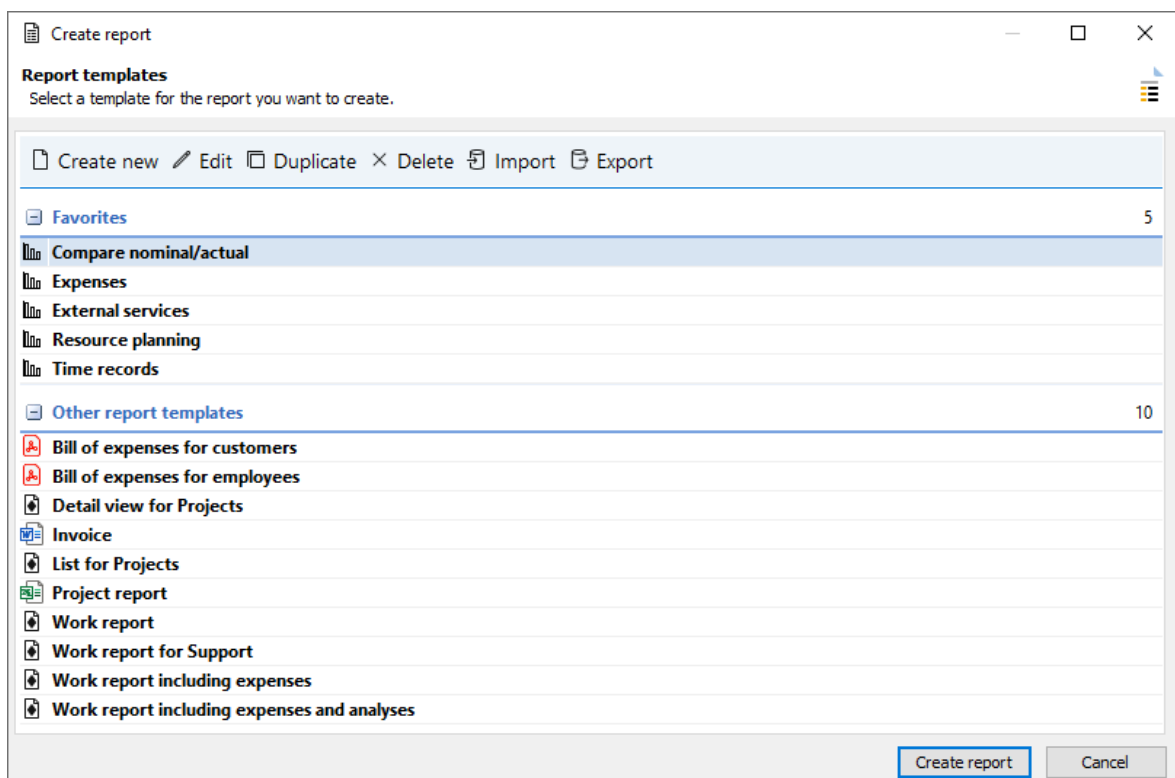 Create report
Report templates
Select a template for the report you want to create.
Create new Edit Duplicate Delete Import Export
Favorites 5
Compare nominal/actual
Expenses
External services
Resource planning
Time records
Other report templates 10
Bill of expenses for customers
Bill of expenses for employees
Detail view for Projects
Invoice
List for Projects
Project report
Work report
Work report for Support
Work report including expenses
Work report including expenses and analyses
Create report Cancel